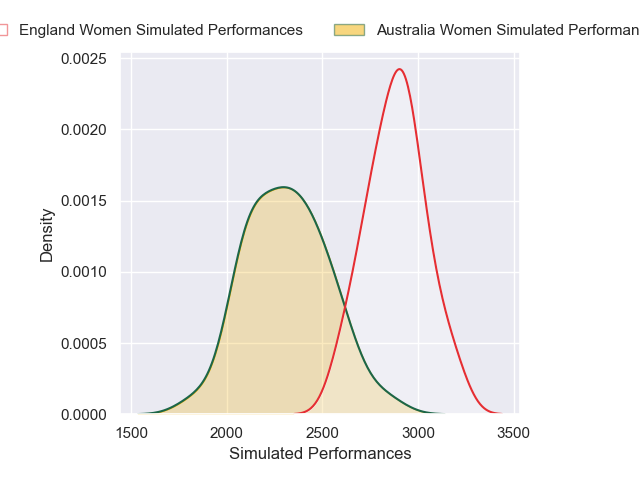 England Women Simulated Performances Australia Women Simulated Performan
0.0025
0.0020
0.0015
0.0010
0.0005
0.0000
Density
1500 2000 2500 3000 3500
Simulated Performances